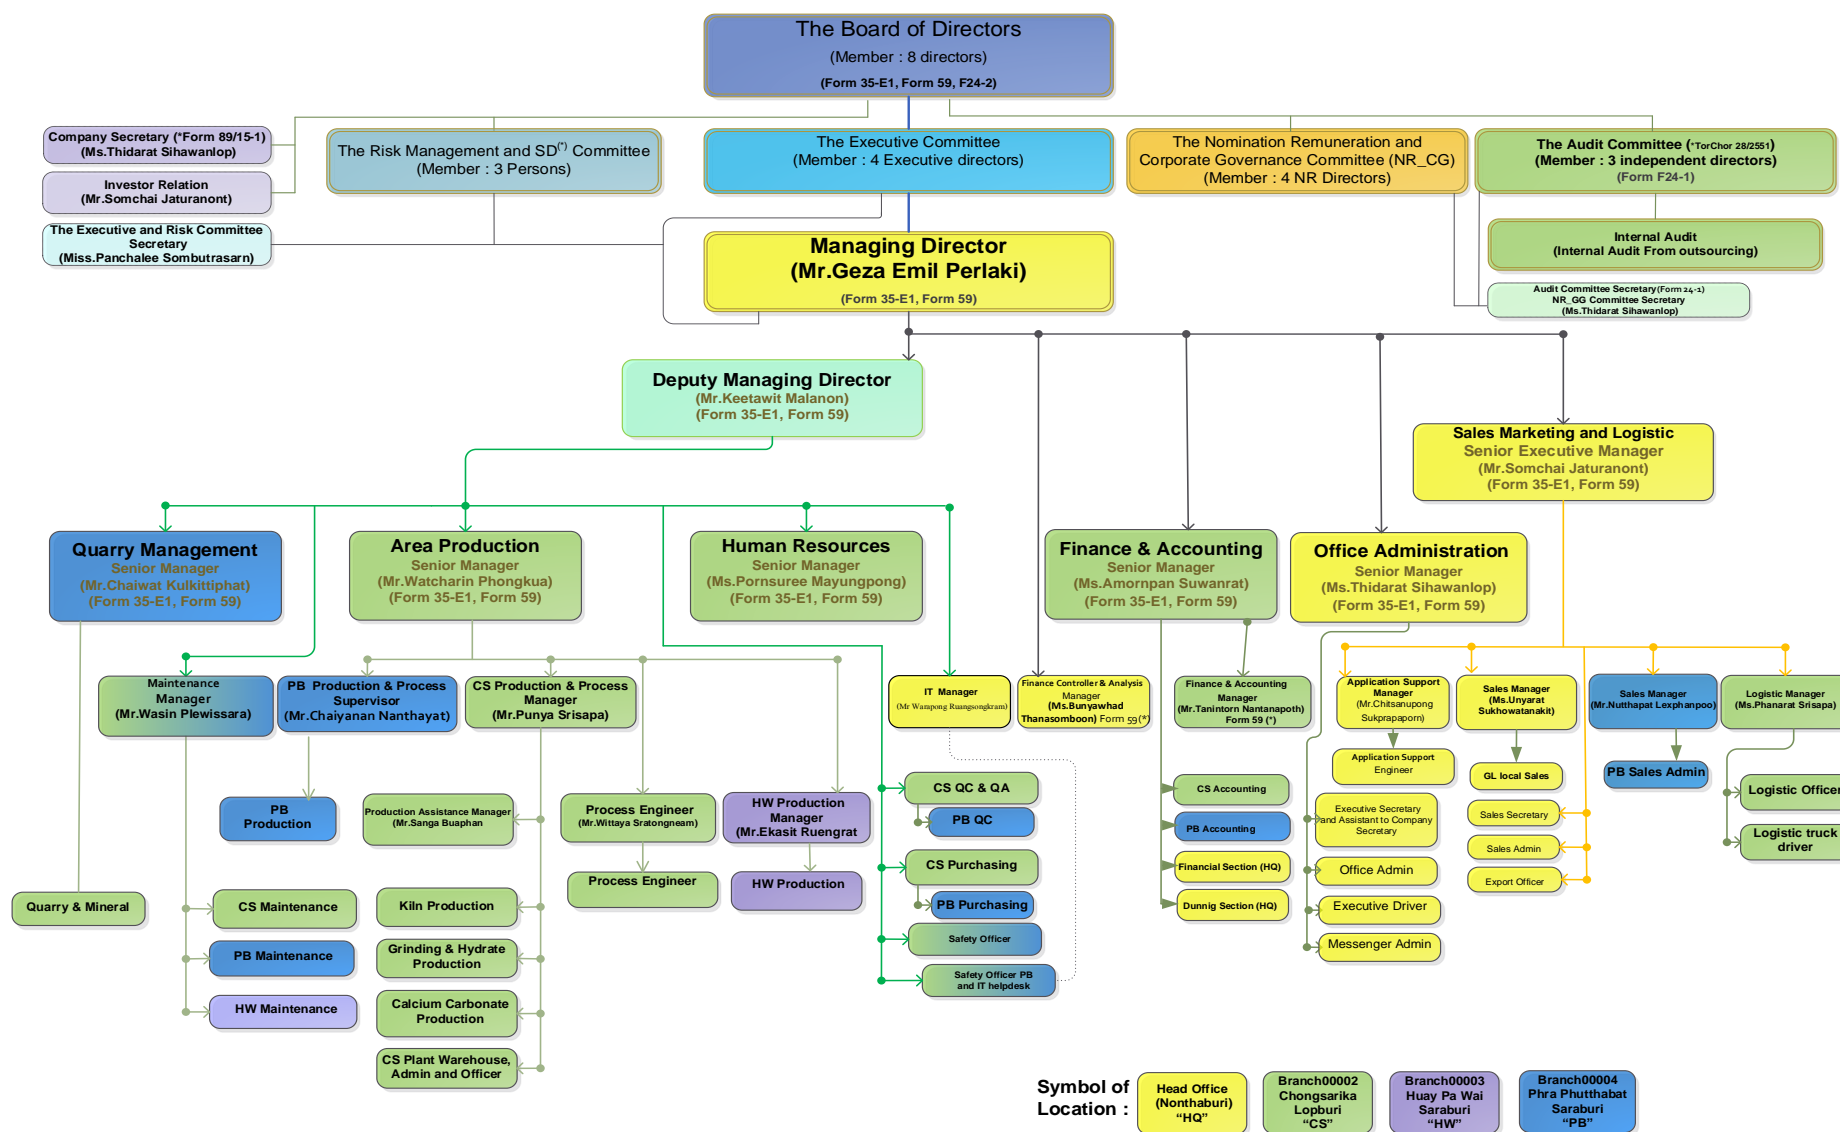 The Board of Directors
(Member : 8 directors)
(Form 35-E1, Form 59, F24-2)
Company Secretary (*Form 89/15-1)
(Ms.Thidarat Sihawanlop)
Investor Relation
(Mr.Somchai Jaturanont)
The Executive and Risk Committee
Secretary
(Miss.Panchalee Sombutrasarn)
The Risk Management and SD(*) Committee
(Member : 3 Persons)
The Executive Committee
(Member : 4 Executive directors)
The Nomination Remuneration and
Corporate Governance Committee (NR_CG)
(Member : 4 NR Directors)
The Audit Committee (*TorChor 28/2551)
(Member : 3 independent directors)
(Form F24-1)
Internal Audit
(Internal Audit From outsourcing)
Audit Committee Secretary(Form 24-1)
NR_GG Committee Secretary
(Ms.Thidarat Sihawanlop)
Managing Director
(Mr.Geza Emil Perlaki)
(Form 35-E1, Form 59)
Deputy Managing Director
(Mr.Keetawit Malanon)
(Form 35-E1, Form 59)
Sales Marketing and Logistic
Senior Executive Manager
(Mr.Somchai Jaturanont)
(Form 35-E1, Form 59)
Quarry Management
Senior Manager
(Mr.Chaiwat Kulkittiphat)
(Form 35-E1, Form 59)
Area Production
Senior Manager
(Mr.Watcharin Phongkua)
(Form 35-E1, Form 59)
Human Resources
Senior Manager
(Ms.Pornsuree Mayungpong)
(Form 35-E1, Form 59)
Finance & Accounting
Senior Manager
(Ms.Amornpan Suwanrat)
(Form 35-E1, Form 59)
Office Administration
Senior Manager
(Ms.Thidarat Sihawanlop)
(Form 35-E1, Form 59)
Maintenance
Manager
(Mr.Wasin Plewissara)
PB Production & Process
Supervisor
(Mr.Chaiyanan Nanthayat)
CS Production & Process
Manager
(Mr.Punya Srisapa)
IT Manager
(Mr Warapong Ruangsongkram)
Finance Controller & Analysis
Manager
(Ms.Bunyawhad
Thanasomboon) Form 59(*)
Finance & Accounting
Manager
(Mr.Tanintorn Nantanapoth)
Form 59 (*)
Application Support
Manager
(Mr.Chitsanupong
Sukprapaporn)
Sales Manager
(Ms.Unyarat
Sukhowatanakit)
Sales Manager
(Mr.Nutthapat Lexphanpoo)
Logistic Manager
(Ms.Phanarat Srisapa)
Application Support
Engineer
GL local Sales
PB Sales Admin
PB
Production
Production Assistance Manager
(Mr.Sanga Buaphan
Process Engineer
(Mr.Wittaya Sratongneam)
HW Production
Manager
(Mr.Ekasit Ruengrat
Process Engineer
HW Production
CS QC & QA
PB QC
CS Purchasing
PB Purchasing
Safety Officer
Safety Officer PB
and IT helpdesk
CS Accounting
PB Accounting
Financial Section (HQ)
Dunnig Section (HQ)
Executive Secretary
and Assistant to Company
Secretary
Office Admin
Executive Driver
Messenger Admin
Sales Secretary
Sales Admin
Export Officer
Logistic Officer
Logistic truck
driver
Quarry & Mineral
CS Maintenance
PB Maintenance
HW Maintenance
Kiln Production
Grinding & Hydrate
Production
Calcium Carbonate
Production
CS Plant Warehouse,
Admin and Officer
Symbol of
Location :
Head Office
(Nonthaburi)
“HQ”
Branch00002
Chongsarika
Lopburi
“CS”
Branch00003
Huay Pa Wai
Saraburi
“HW”
Branch00004
Phra Phutthabat
Saraburi
“PB”